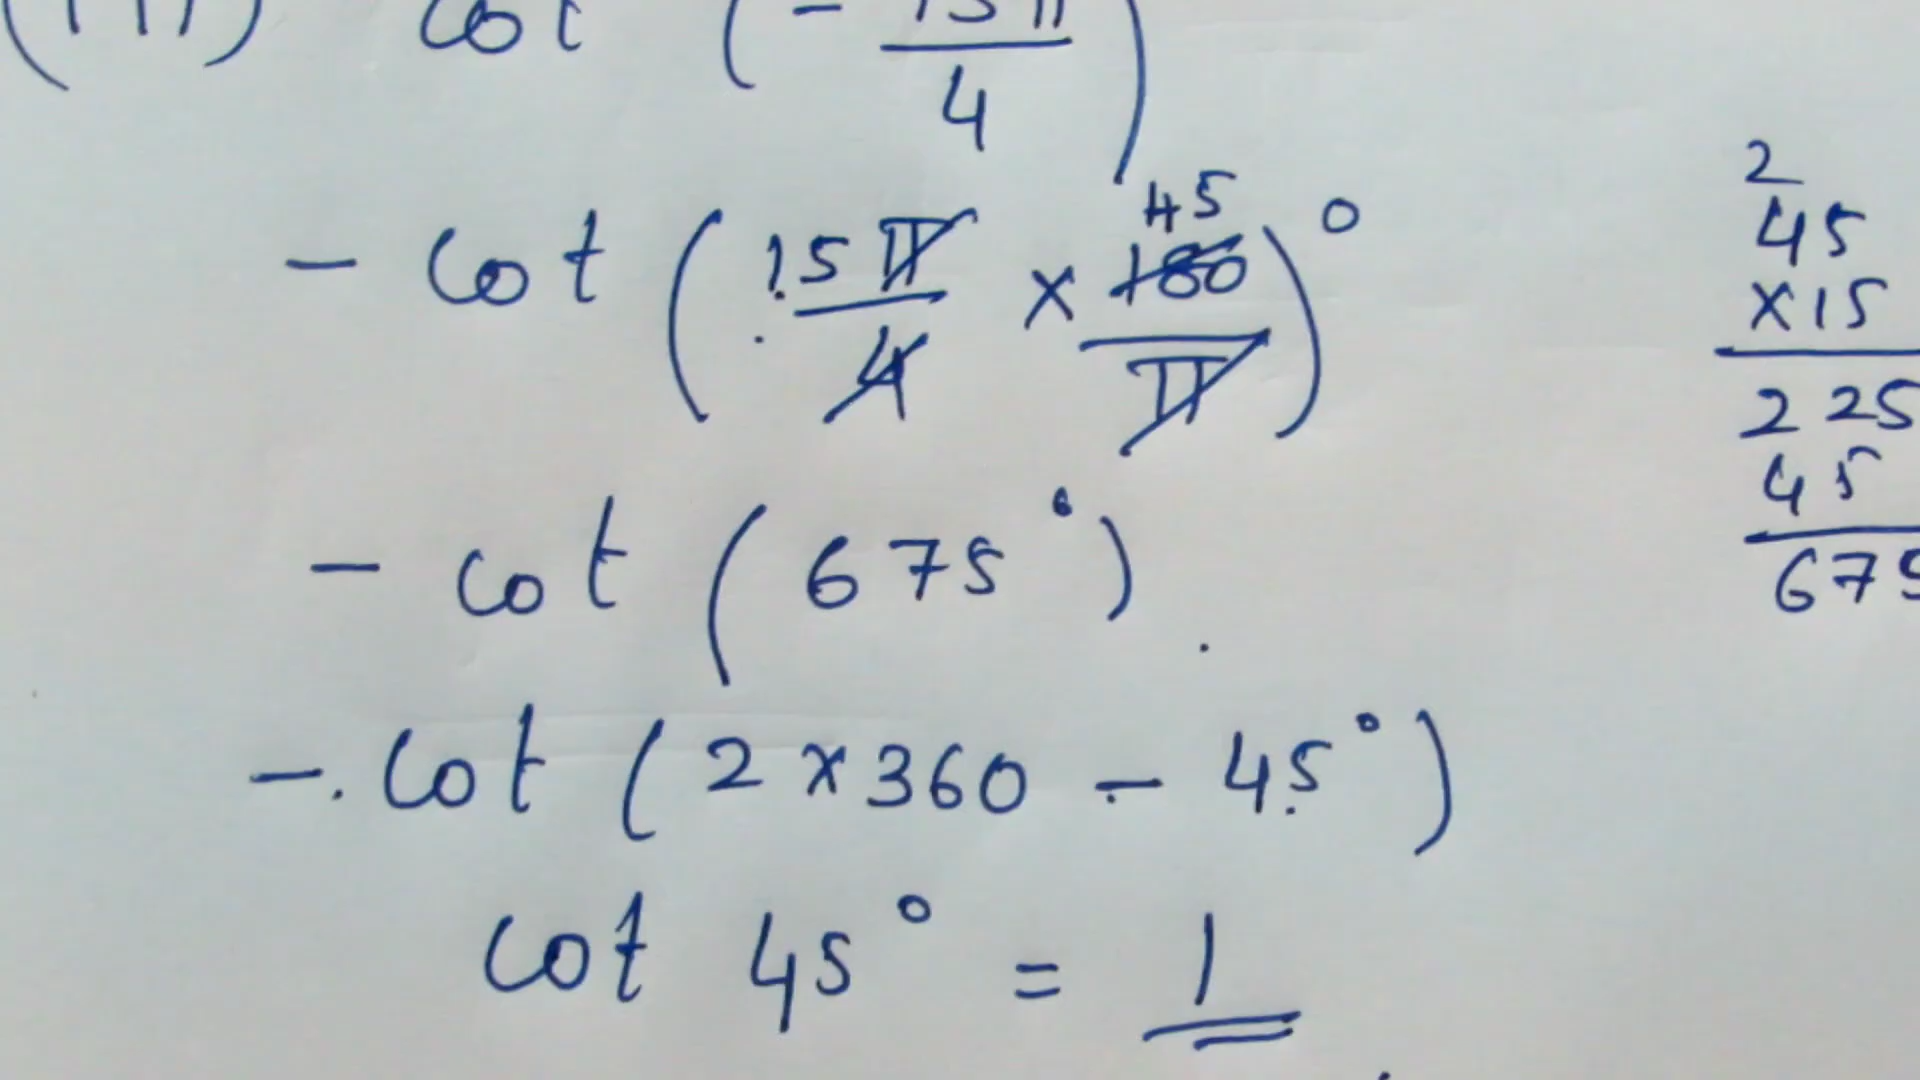 (iii) cot (- 15π/4)
- cot (15π/4 × 180/π)° 45
- cot (675°)
- cot (2 × 360 - 45°)
cot 45° = 1
2
45
×15
225
45
675